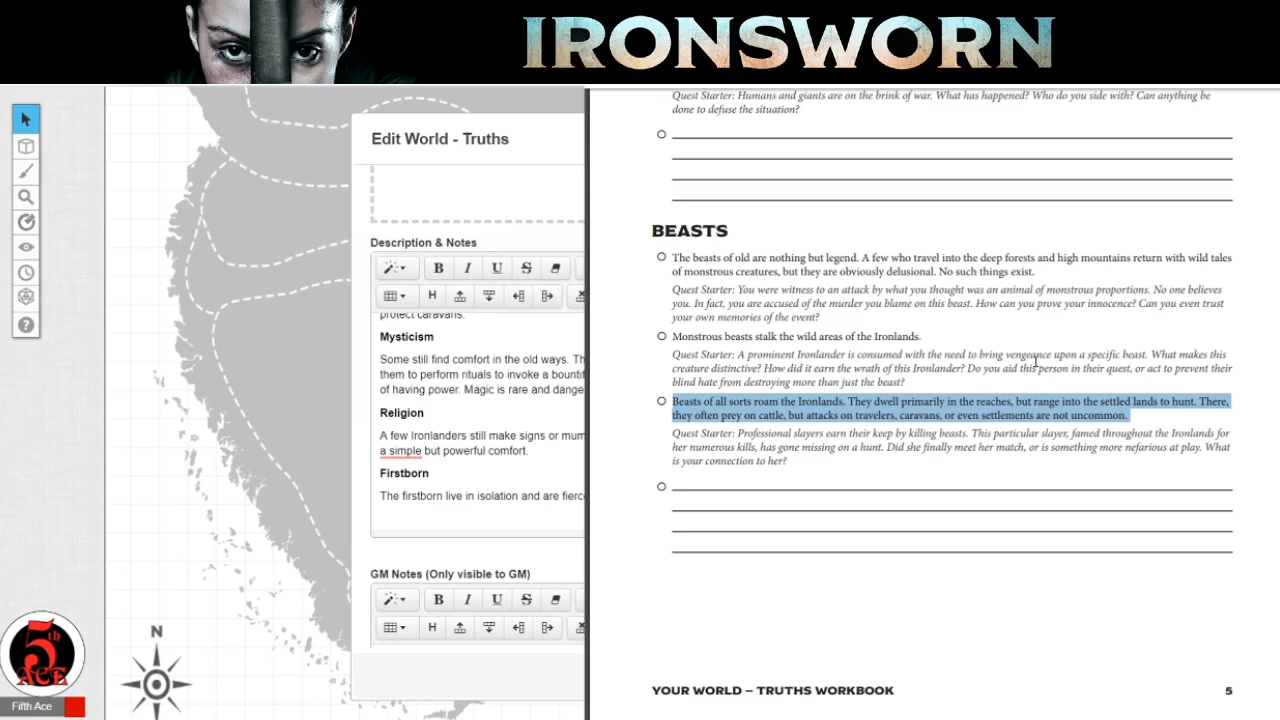 IRONSWORN
Edit World - Truths
Description & Notes
B I U S
H
protect caravans.
Mysticism
Some still find comfort in the old ways. Th
them to perform rituals to invoke a bountif
of having power. Magic is rare and dange
Religion
A few Ironlanders still make signs or mum
a simple but powerful comfort.
Firstborn
The firstborn live in isolation and are fierce
GM Notes (Only visible to GM)
B I U S
H
N
5th
ACE
Fifth Ace
Quest Starter: Humans and giants are on the brink of war. What has happened? Who do you side with? Can anything be
done to defuse the situation?
BEASTS
The beasts of old are nothing but legend. A few who travel into the deep forests and high mountains return with wild tales
of monstrous creatures, but they are obviously delusional. No such things exist.
Quest Starter: You were witness to an attack by what you thought was an animal of monstrous proportions. No one believes
you. In fact, you are accused of the murder you blame on this beast. How can you prove your innocence? Can you even trust
your own memories of the event?
Monstrous beasts stalk the wild areas of the Ironlands.
Quest Starter: A prominent Ironlander is consumed with the need to bring vengeance upon a specific beast. What makes this
creature distinctive? How did it earn the wrath of this Ironlander? Do you aid this person in their quest, or act to prevent their
blind hate from destroying more than just the beast?
Beasts of all sorts roam the Ironlands. They dwell primarily in the reaches, but range into the settled lands to hunt. There,
they often prey on cattle, but attacks on travelers, caravans, or even settlements are not uncommon.
Quest Starter: Professional slayers earn their keep by killing beasts. This particular slayer, famed throughout the Ironlands for
her numerous kills, has gone missing on a hunt. Did she finally meet her match, or is something more nefarious at play. What
is your connection to her?
YOUR WORLD – TRUTHS WORKBOOK
5